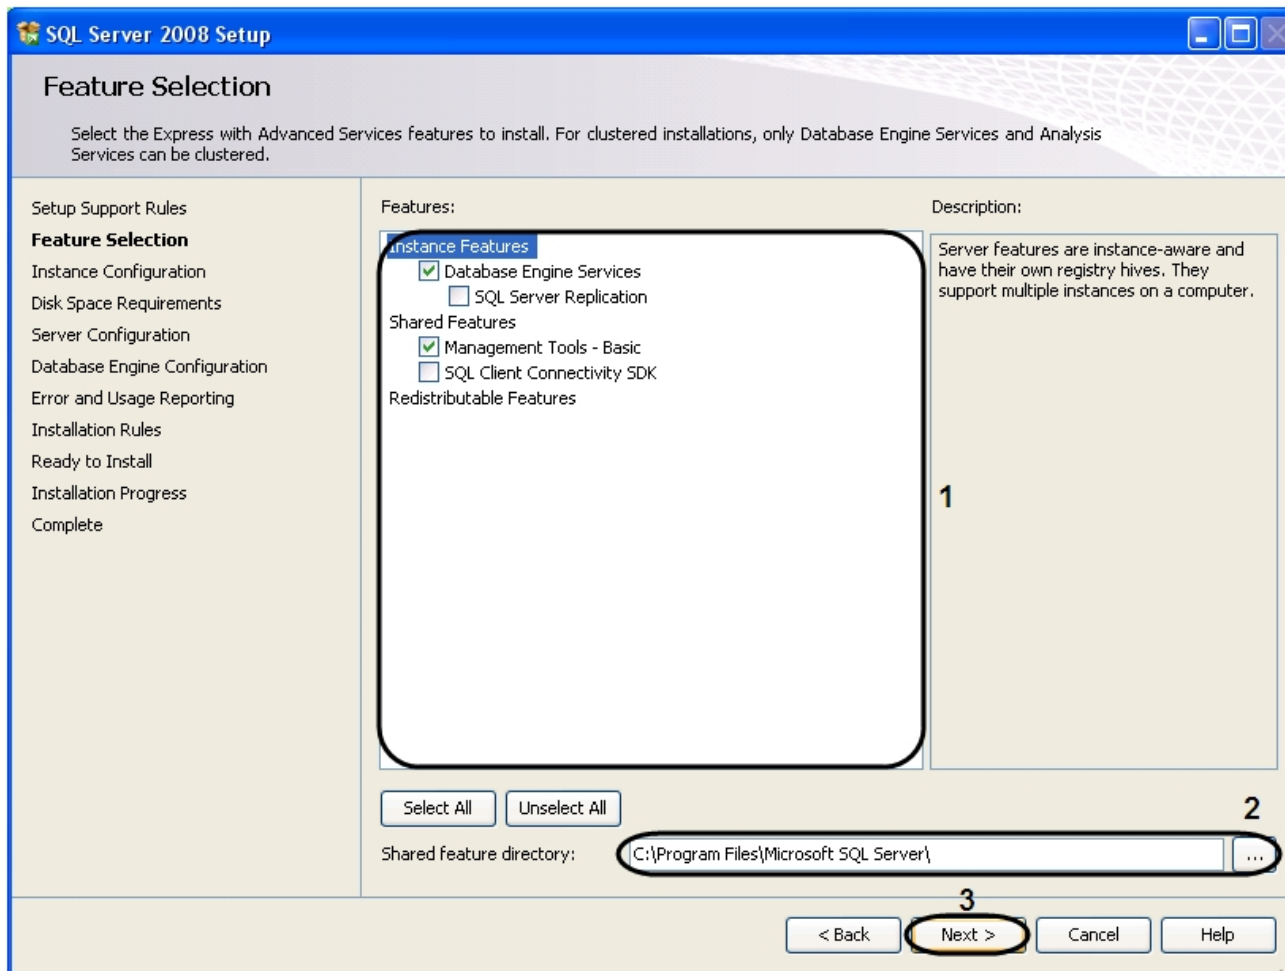 SQL Server 2008 Setup
Feature Selection
Select the Express with Advanced Services features to install. For clustered installations, only Database Engine Services and Analysis
Services can be clustered.
Setup Support Rules
Feature Selection
Instance Configuration
Disk Space Requirements
Server Configuration
Database Engine Configuration
Error and Usage Reporting
Installation Rules
Ready to Install
Installation Progress
Complete
Features:
Instance Features
Database Engine Services
SQL Server Replication
Shared Features
Management Tools - Basic
SQL Client Connectivity SDK
Redistributable Features
1
Description:
Server features are instance-aware and
have their own registry hives. They
support multiple instances on a computer.
Select All
Unselect All
2
Shared feature directory:
C:\Program Files\Microsoft SQL Server\
...
3
< Back
Next >
Cancel
Help